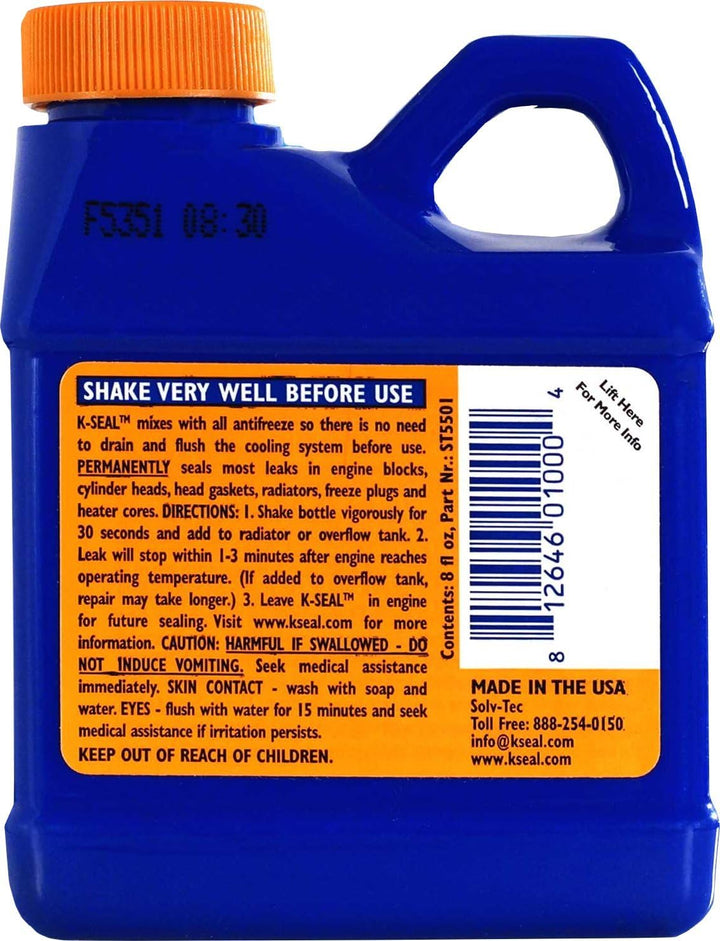 F5351 08:30
SHAKE VERY WELL BEFORE USE
K-SEAL™ mixes with all antifreeze so there is no need
to drain and flush the cooling system before use.
PERMANENTLY seals most leaks in engine blocks,
cylinder heads, head gaskets, radiators, freeze plugs and
heater cores. DIRECTIONS: 1. Shake bottle vigorously for
30 seconds and add to radiator or overflow tank. 2.
Leak will stop within 1-3 minutes after engine reaches
operating temperature. (If added to overflow tank,
repair may take longer.) 3. Leave K-SEAL™ in engine
for future sealing. Visit www.kseal.com for more
information. CAUTION: HARMFUL IF SWALLOWED - DO
NOT INDUCE VOMITING. Seek medical assistance
immediately. SKIN CONTACT - wash with soap and
water. EYES - flush with water for 15 minutes and seek
medical assistance if irritation persists.
KEEP OUT OF REACH OF CHILDREN.
Contents: 8 fl oz, Part Nr.: ST5501
8 12646 01000 4
Lift Here
For More Info
MADE IN THE USA
Solv-Tec
Toll Free: 888-254-0150
info@kseal.com
www.kseal.com